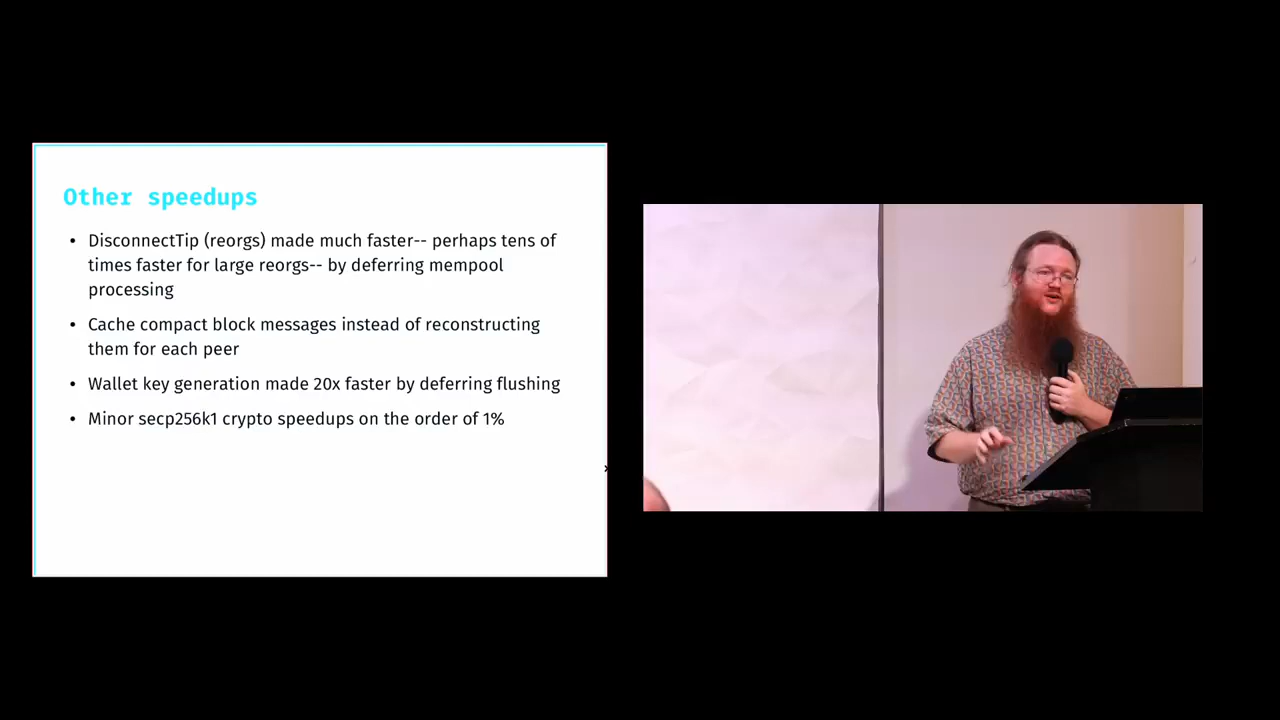 Other speedups
• DisconnectTip (reorgs) made much faster-- perhaps tens of
times faster for large reorgs-- by deferring mempool
processing
• Cache compact block messages instead of reconstructing
them for each peer
• Wallet key generation made 20x faster by deferring flushing
• Minor secp256k1 crypto speedups on the order of 1%